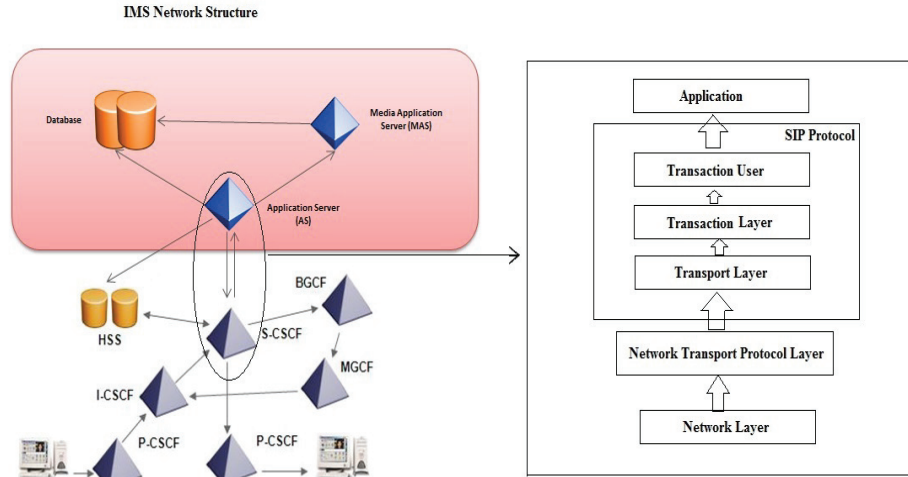 IMS Network Structure
Database
Media Application
Server (MAS)
Application Server
(AS)
HSS
BGCF
S-CSCF
MGCF
I-CSCF
P-CSCF
P-CSCF
Application
SIP Protocol
Transaction User
Transaction Layer
Transport Layer
Network Transport Protocol Layer
Network Layer